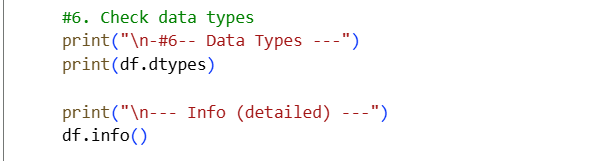 #6. Check data types
print("\n-#6-- Data Types ---")
print(df.dtypes)
print("\n--- Info (detailed) ---")
df.info()